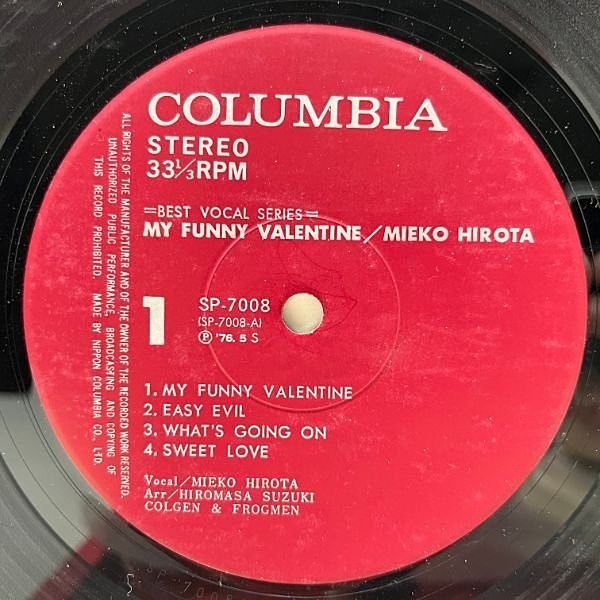 COLUMBIA
STEREO
33⅓RPM
=BEST VOCAL SERIES=
MY FUNNY VALENTINE/MIEKO HIROTA
1
SP-7008
(SP-7008-A)
Ⓟ '76.5 S
1. MY FUNNY VALENTINE
2. EASY EVIL
3. WHAT'S GOING ON
4. SWEET LOVE
Vocal/MIEKO HIROTA
Arr/HIROMASA SUZUKI
COLGEN & FROGMEN
ALL RIGHTS OF THE MANUFACTURER AND OF THE OWNER OF THE RECORDED WORK RESERVED.
UNAUTHORIZED PUBLIC PERFORMANCE, BROADCASTING AND COPYING OF
THIS RECORD PROHIBITED. MADE BY NIPPON COLUMBIA CO., LTD.
SP-7008